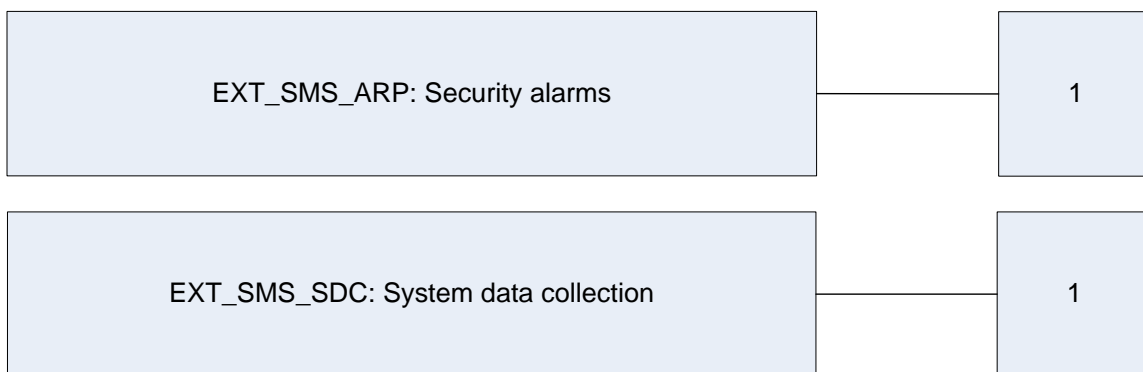 EXT_SMS_ARP: Security alarms
1
EXT_SMS_SDC: System data collection
1